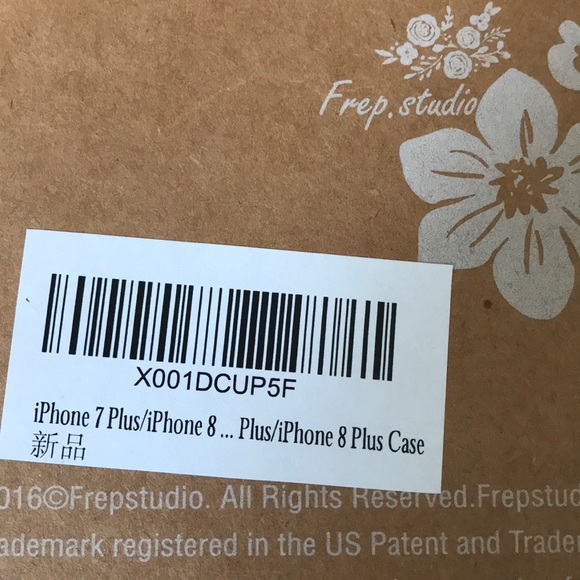 Frep.studio
X001DCUP5F
iPhone 7 Plus/iPhone 8 ... Plus/iPhone 8 Plus Case
新品
2016©Frepstudio. All Rights Reserved.Frepstud
ademark registered in the US Patent and Trader